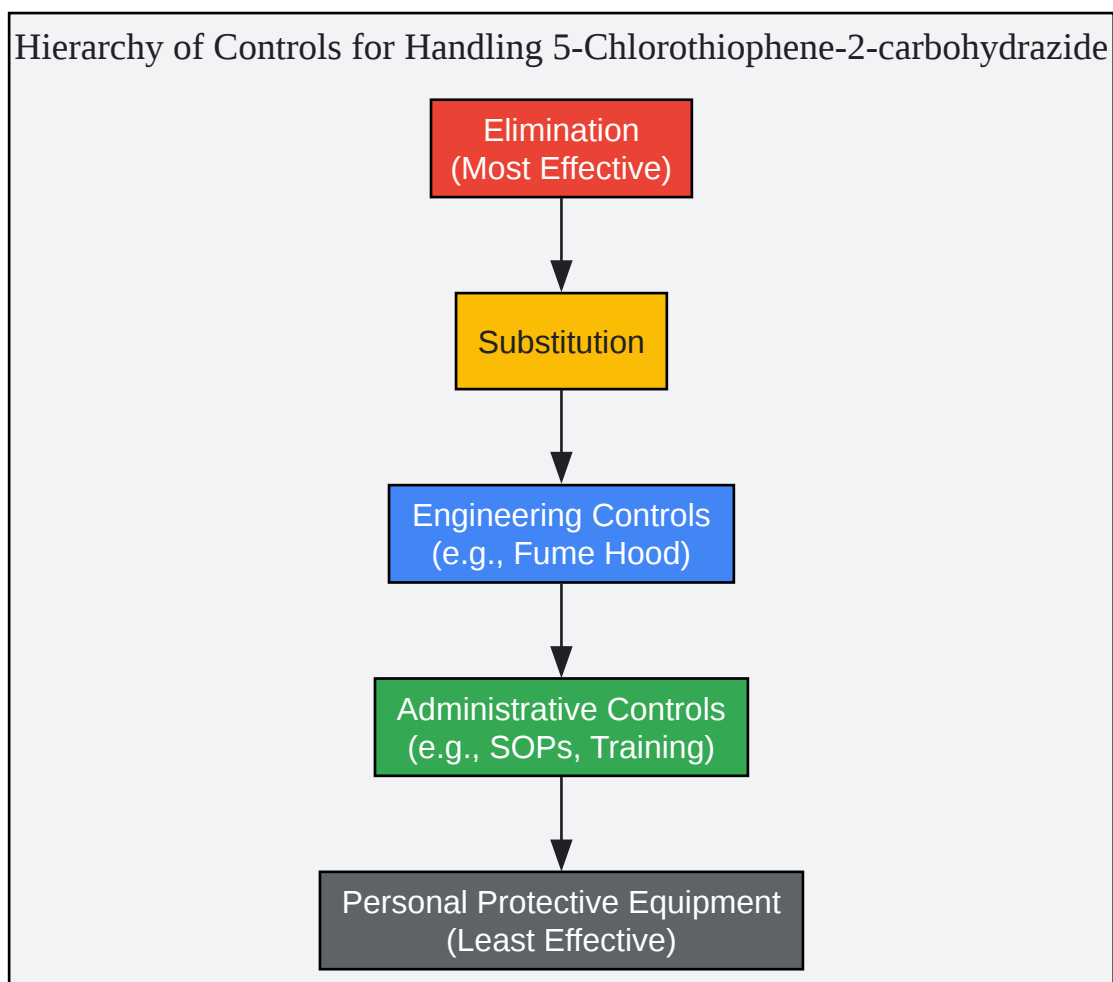 Hierarchy of Controls for Handling 5-Chlorothiophene-2-carbohydrazide
Elimination
(Most Effective)
Substitution
Engineering Controls
(e.g., Fume Hood)
Administrative Controls
(e.g., SOPs, Training)
Personal Protective Equipment
(Least Effective)